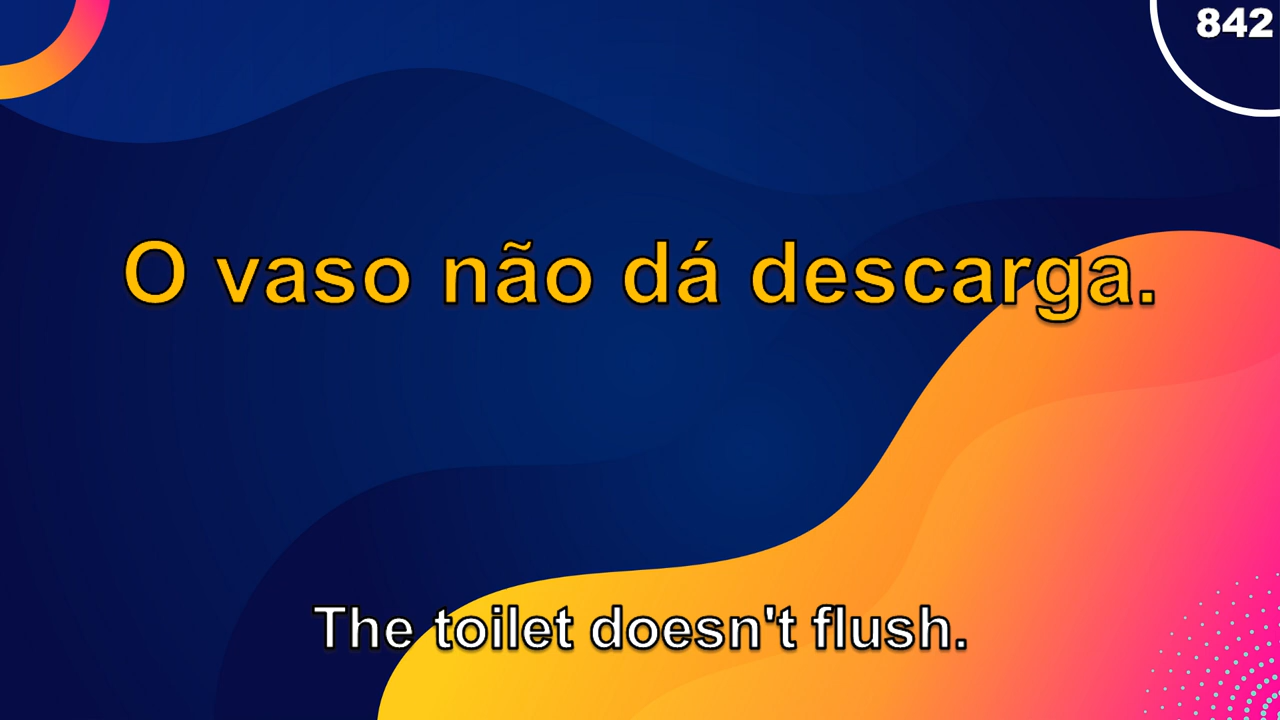 842
O vaso não dá descarga.
The toilet doesn't flush.